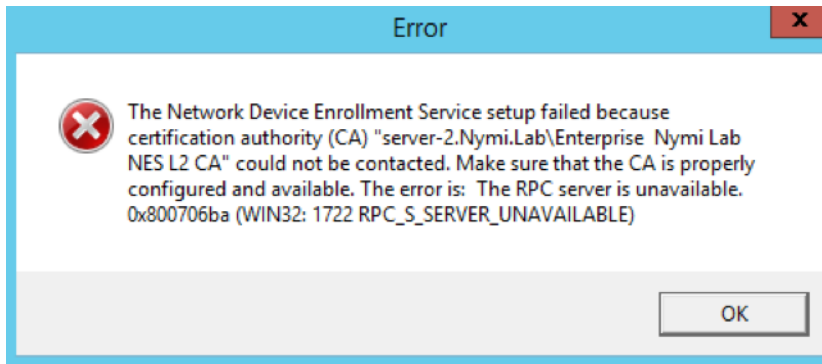 Error
x
The Network Device Enrollment Service setup failed because
certification authority (CA) "server-2.Nymi.Lab\Enterprise Nymi Lab
NES L2 CA" could not be contacted. Make sure that the CA is properly
configured and available. The error is: The RPC server is unavailable.
0x800706ba (WIN32: 1722 RPC_S_SERVER_UNAVAILABLE)
OK